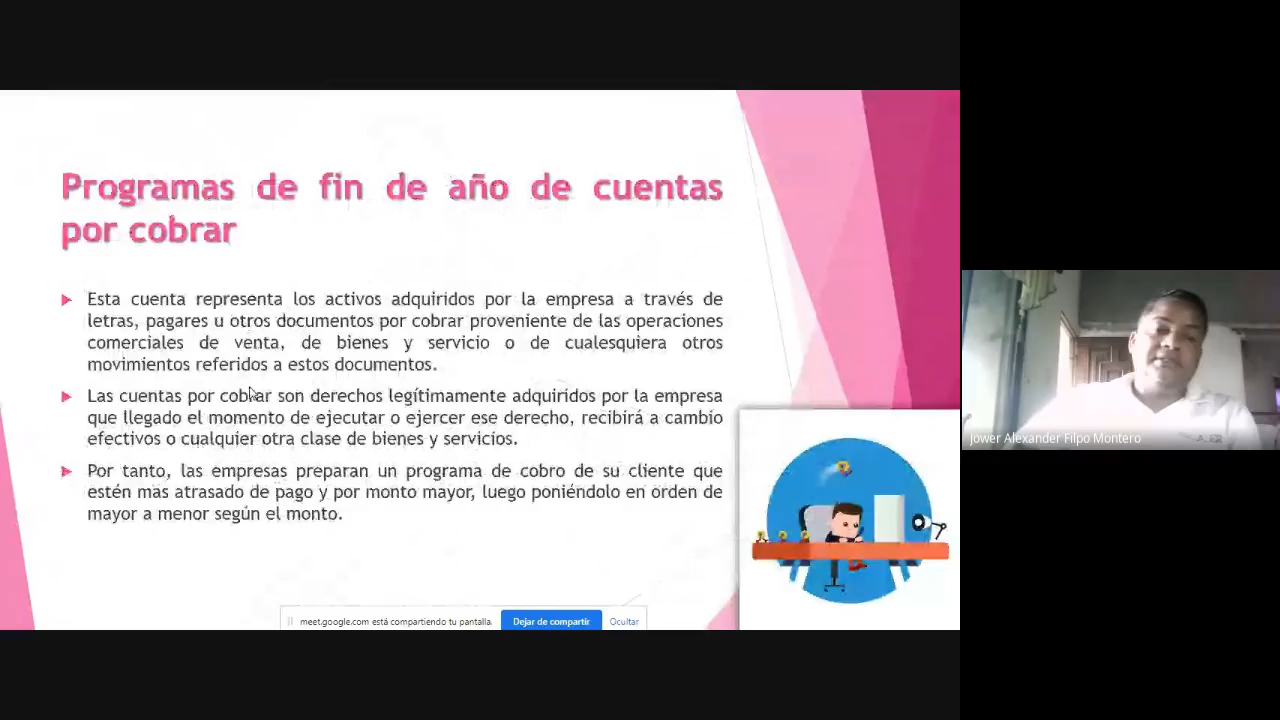 Programas de fin de año de cuentas
por cobrar
Esta cuenta representa los activos adquiridos por la empresa a través de
letras, pagares u otros documentos por cobrar proveniente de las operaciones
comerciales de venta, de bienes y servicio o de cualesquiera otros
movimientos referidos a estos documentos.
Las cuentas por cobrar son derechos legítimamente adquiridos por la empresa
que llegado el momento de ejecutar o ejercer ese derecho, recibirá a cambio
efectivos o cualquier otra clase de bienes y servicios.
Por tanto, las empresas preparan un programa de cobro de su cliente que
estén más atrasado de pago y por monto mayor, luego poniéndolo en orden de
mayor a menor según el monto.
meet.google.com está compartiendo tu pantalla.
Dejar de compartir
Ocultar
Jower Alexander Filpo Montero